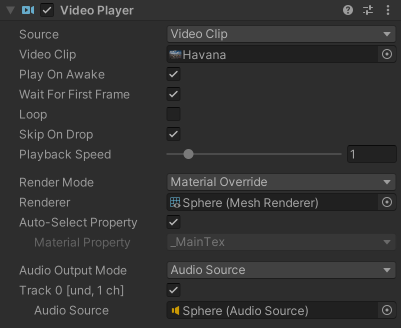 Video Player
Source Video Clip
Video Clip Havana
Play On Awake
Wait For First Frame
Loop
Skip On Drop
Playback Speed 1
Render Mode Material Override
Renderer Sphere (Mesh Renderer)
Auto-Select Property
Material Property _MainTex
Audio Output Mode Audio Source
Track 0 [und, 1 ch]
Audio Source Sphere (Audio Source)